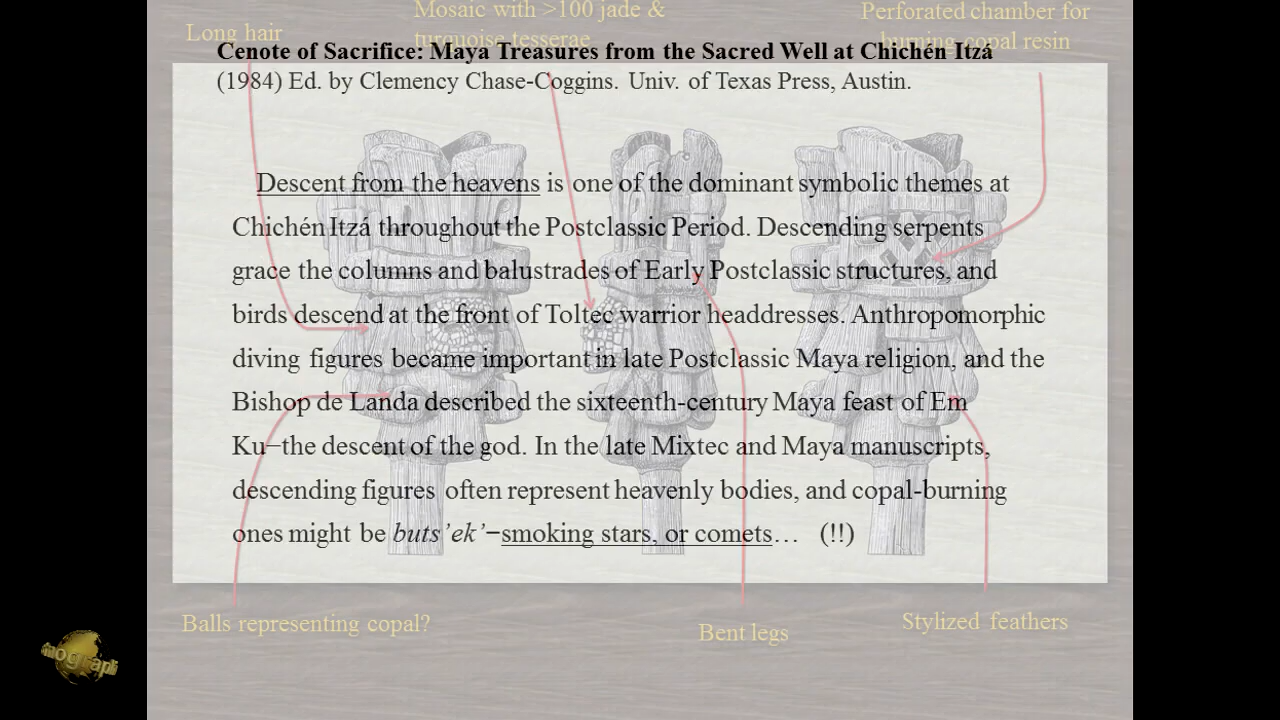 Long hair
Mosaic with >100 jade &
turquoise tesserae
Perforated chamber for
burning copal resin
Cenote of Sacrifice: Maya Treasures from the Sacred Well at Chichén Itzá
(1984) Ed. by Clemency Chase-Coggins. Univ. of Texas Press, Austin.
Descent from the heavens is one of the dominant symbolic themes at
Chichén Itzá throughout the Postclassic Period. Descending serpents
grace the columns and balustrades of Early Postclassic structures, and
birds descend at the front of Toltec warrior headdresses. Anthropomorphic
diving figures became important in late Postclassic Maya religion, and the
Bishop de Landa described the sixteenth-century Maya feast of Em
Ku−the descent of the god. In the late Mixtec and Maya manuscripts,
descending figures often represent heavenly bodies, and copal-burning
ones might be buts’ek’−smoking stars, or comets… (!!)
Balls representing copal?
Bent legs
Stylized feathers